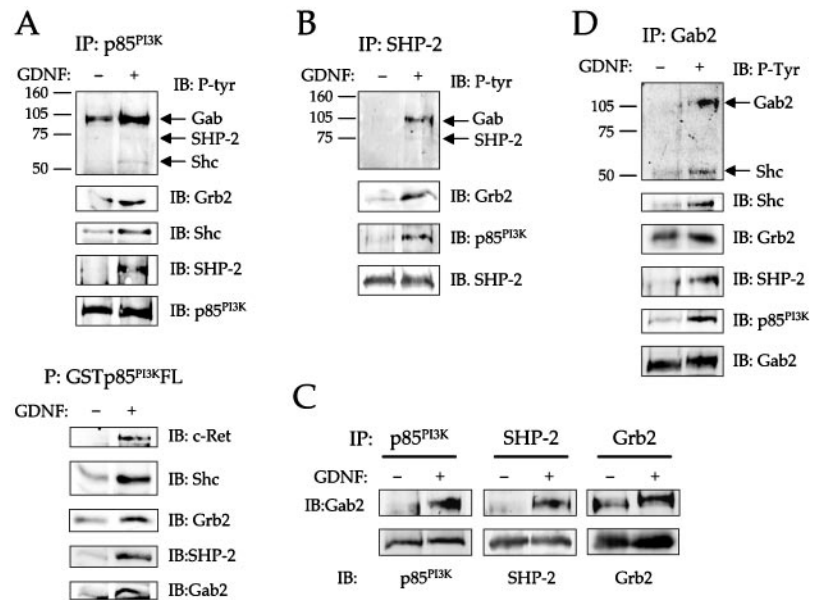 A
IP: p85PI3K
GDNF: – +
IB: P-tyr
160
105
75
50
Gab
SHP-2
Shc
IB: Grb2
IB: Shc
IB: SHP-2
IB: p85PI3K
P: GSTp85PI3KFL
GDNF: – +
IB: c-Ret
IB: Shc
IB: Grb2
IB:SHP-2
IB:Gab2
B
IP: SHP-2
GDNF: – +
IB: P-tyr
160
105
75
Gab
SHP-2
IB: Grb2
IB: p85PI3K
IB. SHP-2
C
IP: p85PI3K SHP-2 Grb2
GDNF: – + – + – +
IB:Gab2
IB: p85PI3K SHP-2 Grb2
D
IP: Gab2
GDNF: – +
IB: P-Tyr
105
75
50
Gab2
Shc
IB: Shc
IB: Grb2
IB: SHP-2
IB: p85PI3K
IB: Gab2